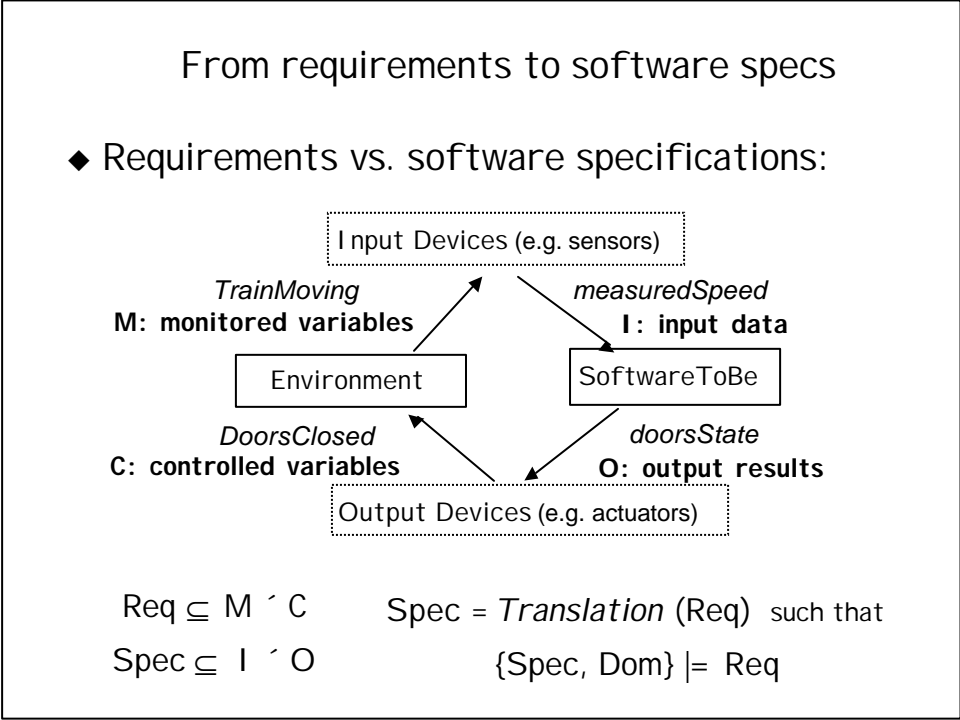 From requirements to software specs
◆ Requirements vs. software specifications:
Input Devices (e.g. sensors)
TrainMoving
M: monitored variables
measuredSpeed
I: input data
Environment
SoftwareToBe
DoorsClosed
C: controlled variables
doorsState
O: output results
Output Devices (e.g. actuators)
Req ⊆ M ´ C
Spec = Translation (Req) such that
Spec ⊆ I ´ O
{Spec, Dom} |= Req